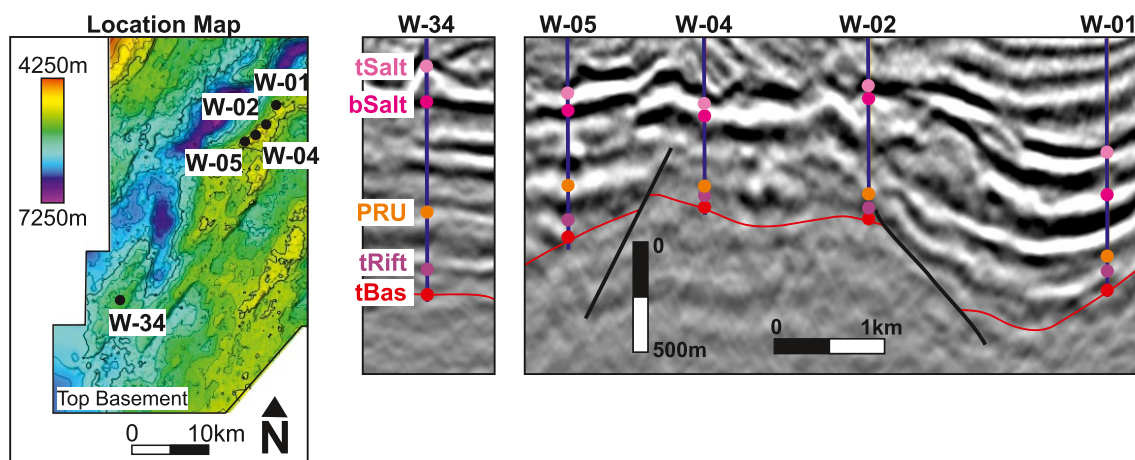 Location Map
4250m
7250m
W-01
W-02
W-04
W-05
W-34
Top Basement
0 10km
N
W-34
tSalt
bSalt
PRU
tRift
tBas
W-05 W-04 W-02 W-01
0
500m
0 1km